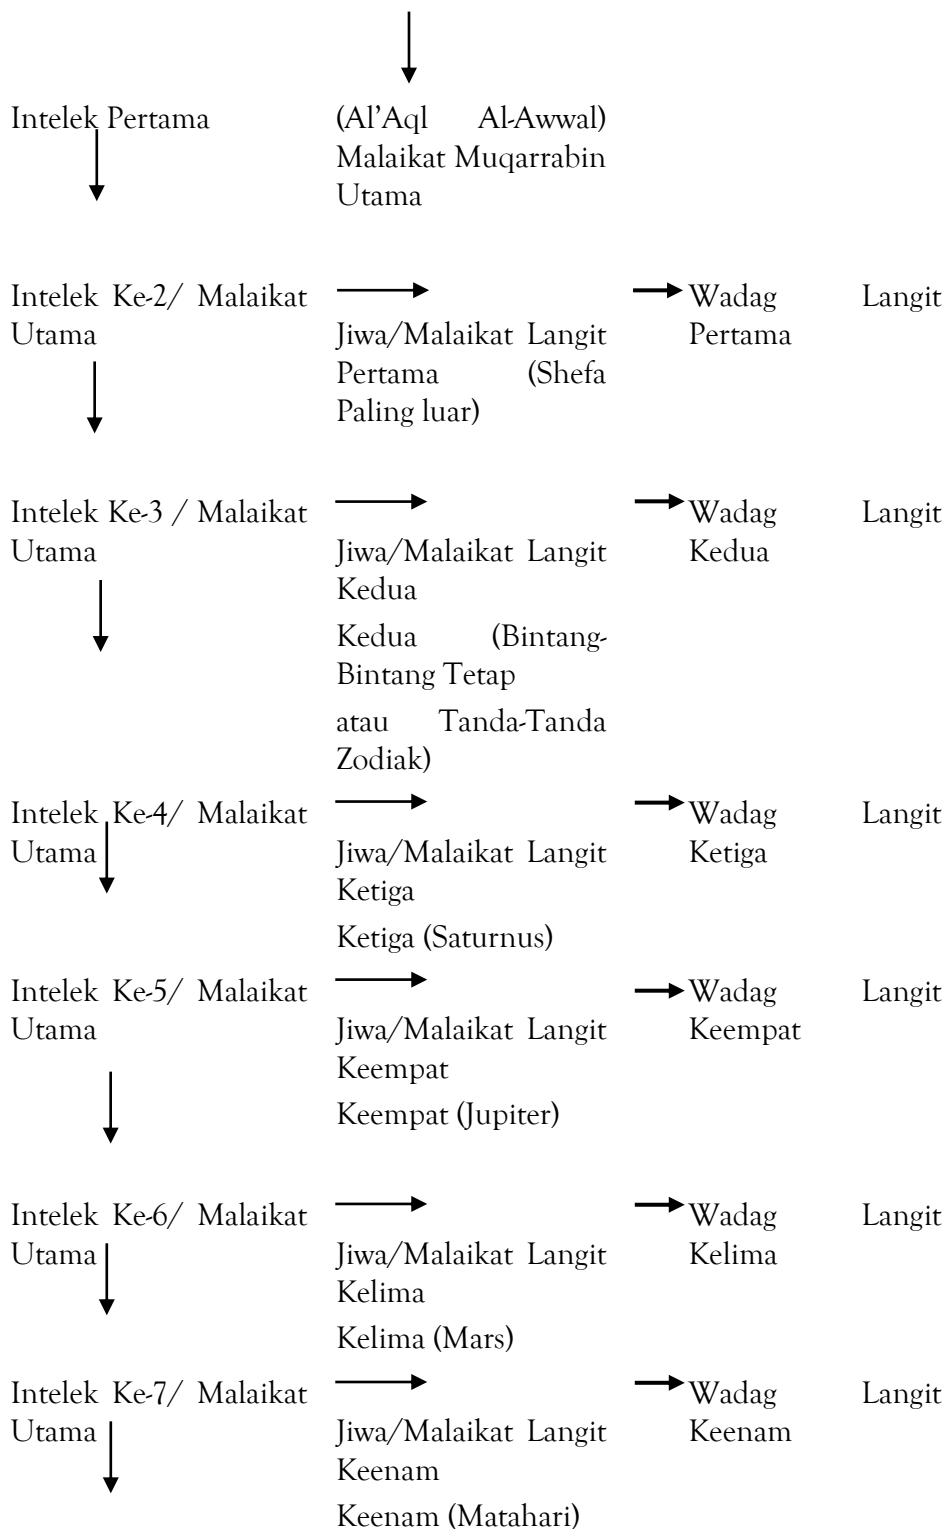 Intelek Pertama
(Al'Aql Al-Awwal)
Malaikat Muqarrabin
Utama
Intelek Ke-2/ Malaikat
Utama
Jiwa/Malaikat Langit
Pertama (Shefa
Paling luar)
Wadag Langit
Pertama
Intelek Ke-3 / Malaikat
Utama
Jiwa/Malaikat Langit
Kedua
Kedua (Bintang-
Bintang Tetap
atau Tanda-Tanda
Zodiak)
Wadag Langit
Kedua
Intelek Ke-4/ Malaikat
Utama
Jiwa/Malaikat Langit
Ketiga
Ketiga (Saturnus)
Wadag Langit
Ketiga
Intelek Ke-5/ Malaikat
Utama
Jiwa/Malaikat Langit
Keempat
Keempat (Jupiter)
Wadag Langit
Keempat
Intelek Ke-6/ Malaikat
Utama
Jiwa/Malaikat Langit
Kelima
Kelima (Mars)
Wadag Langit
Kelima
Intelek Ke-7/ Malaikat
Utama
Jiwa/Malaikat Langit
Keenam
Keenam (Matahari)
Wadag Langit
Keenam